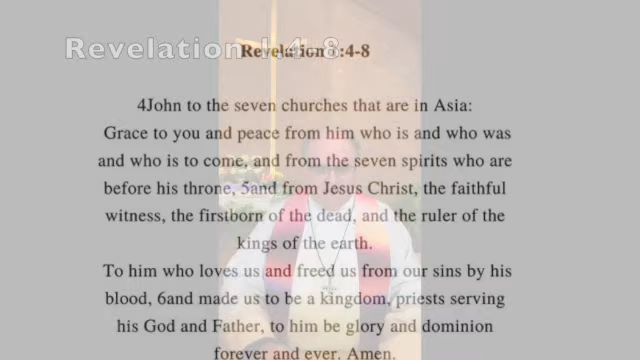 Revelation 1.4-8
Revelation 1:4-8
4John to the seven churches that are in Asia:
Grace to you and peace from him who is and who was
and who is to come, and from the seven spirits who are
before his throne, 5and from Jesus Christ, the faithful
witness, the firstborn of the dead, and the ruler of the
kings of the earth.
To him who loves us and freed us from our sins by his
blood, 6and made us to be a kingdom, priests serving
his God and Father, to him be glory and dominion
forever and ever. Amen.